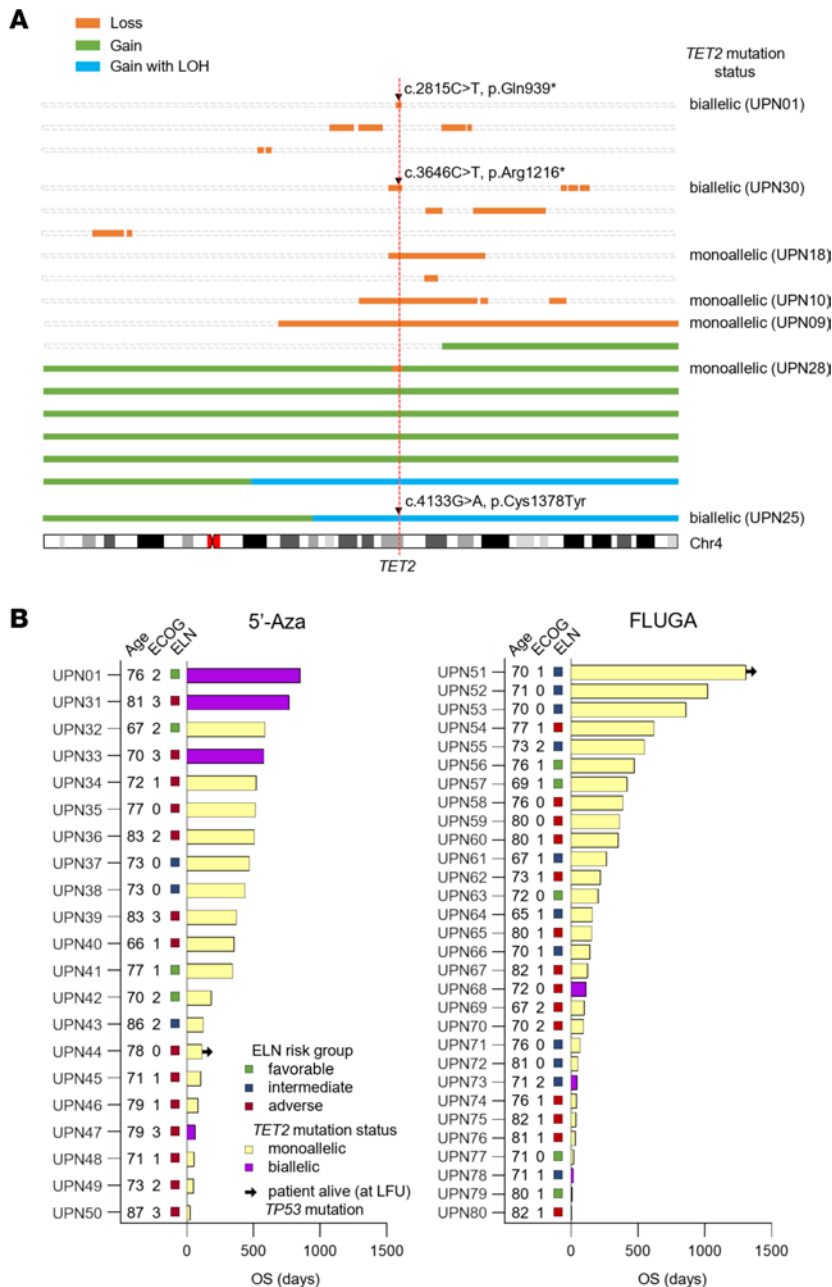 A
Loss
Gain
Gain with LOH
TET2 mutation
status
c.2815C>T, p.Gln939*
biallelic (UPN01)
c.3646C>T, p.Arg1216*
biallelic (UPN30)
monoallelic (UPN18)
monoallelic (UPN10)
monoallelic (UPN09)
monoallelic (UPN28)
c.4133G>A, p.Cys1378Tyr
biallelic (UPN25)
Chr4
TET2
B
5'-Aza
Age ECOG ELN
UPN01 76 2
UPN31 81 3
UPN32 67 2
UPN33 70 3
UPN34 72 1
UPN35 77 0
UPN36 83 2
UPN37 73 0
UPN38 73 0
UPN39 83 3
UPN40 66 1
UPN41 77 1
UPN42 70 2
UPN43 86 2
UPN44 78 0
UPN45 71 1
UPN46 79 1
UPN47 79 3
UPN48 71 1
UPN49 73 2
UPN50 87 3
ELN risk group
favorable
intermediate
adverse
TET2 mutation status
monoallelic
biallelic
patient alive (at LFU)
TP53 mutation
0 500 1000 1500
OS (days)
FLUGA
Age ECOG ELN
UPN51 70 1
UPN52 71 0
UPN53 70 0
UPN54 77 1
UPN55 73 2
UPN56 76 1
UPN57 69 1
UPN58 76 0
UPN59 80 0
UPN60 80 1
UPN61 67 1
UPN62 73 1
UPN63 72 0
UPN64 65 1
UPN65 80 1
UPN66 70 1
UPN67 82 1
UPN68 72 0
UPN69 67 2
UPN70 70 2
UPN71 76 0
UPN72 81 0
UPN73 71 2
UPN74 76 1
UPN75 82 1
UPN76 81 1
UPN77 71 0
UPN78 71 1
UPN79 80 1
UPN80 82 1
0 500 1000 1500
OS (days)